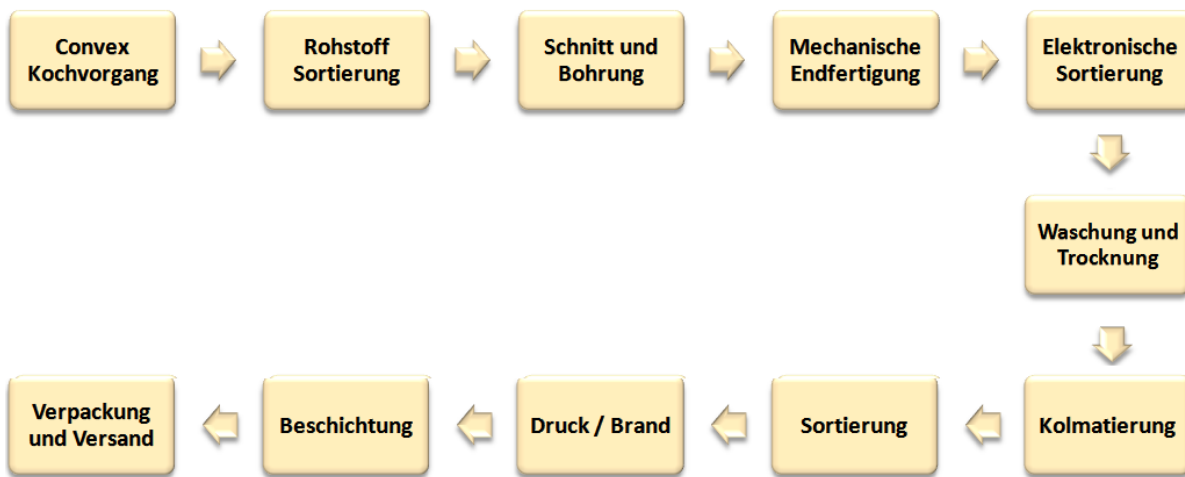 Convex
Kochvorgang
Rohstoff
Sortierung
Schnitt und
Bohrung
Mechanische
Endfertigung
Elektronische
Sortierung
Waschung und
Trocknung
Kolmatierung
Sortierung
Druck / Brand
Beschichtung
Verpackung
und Versand